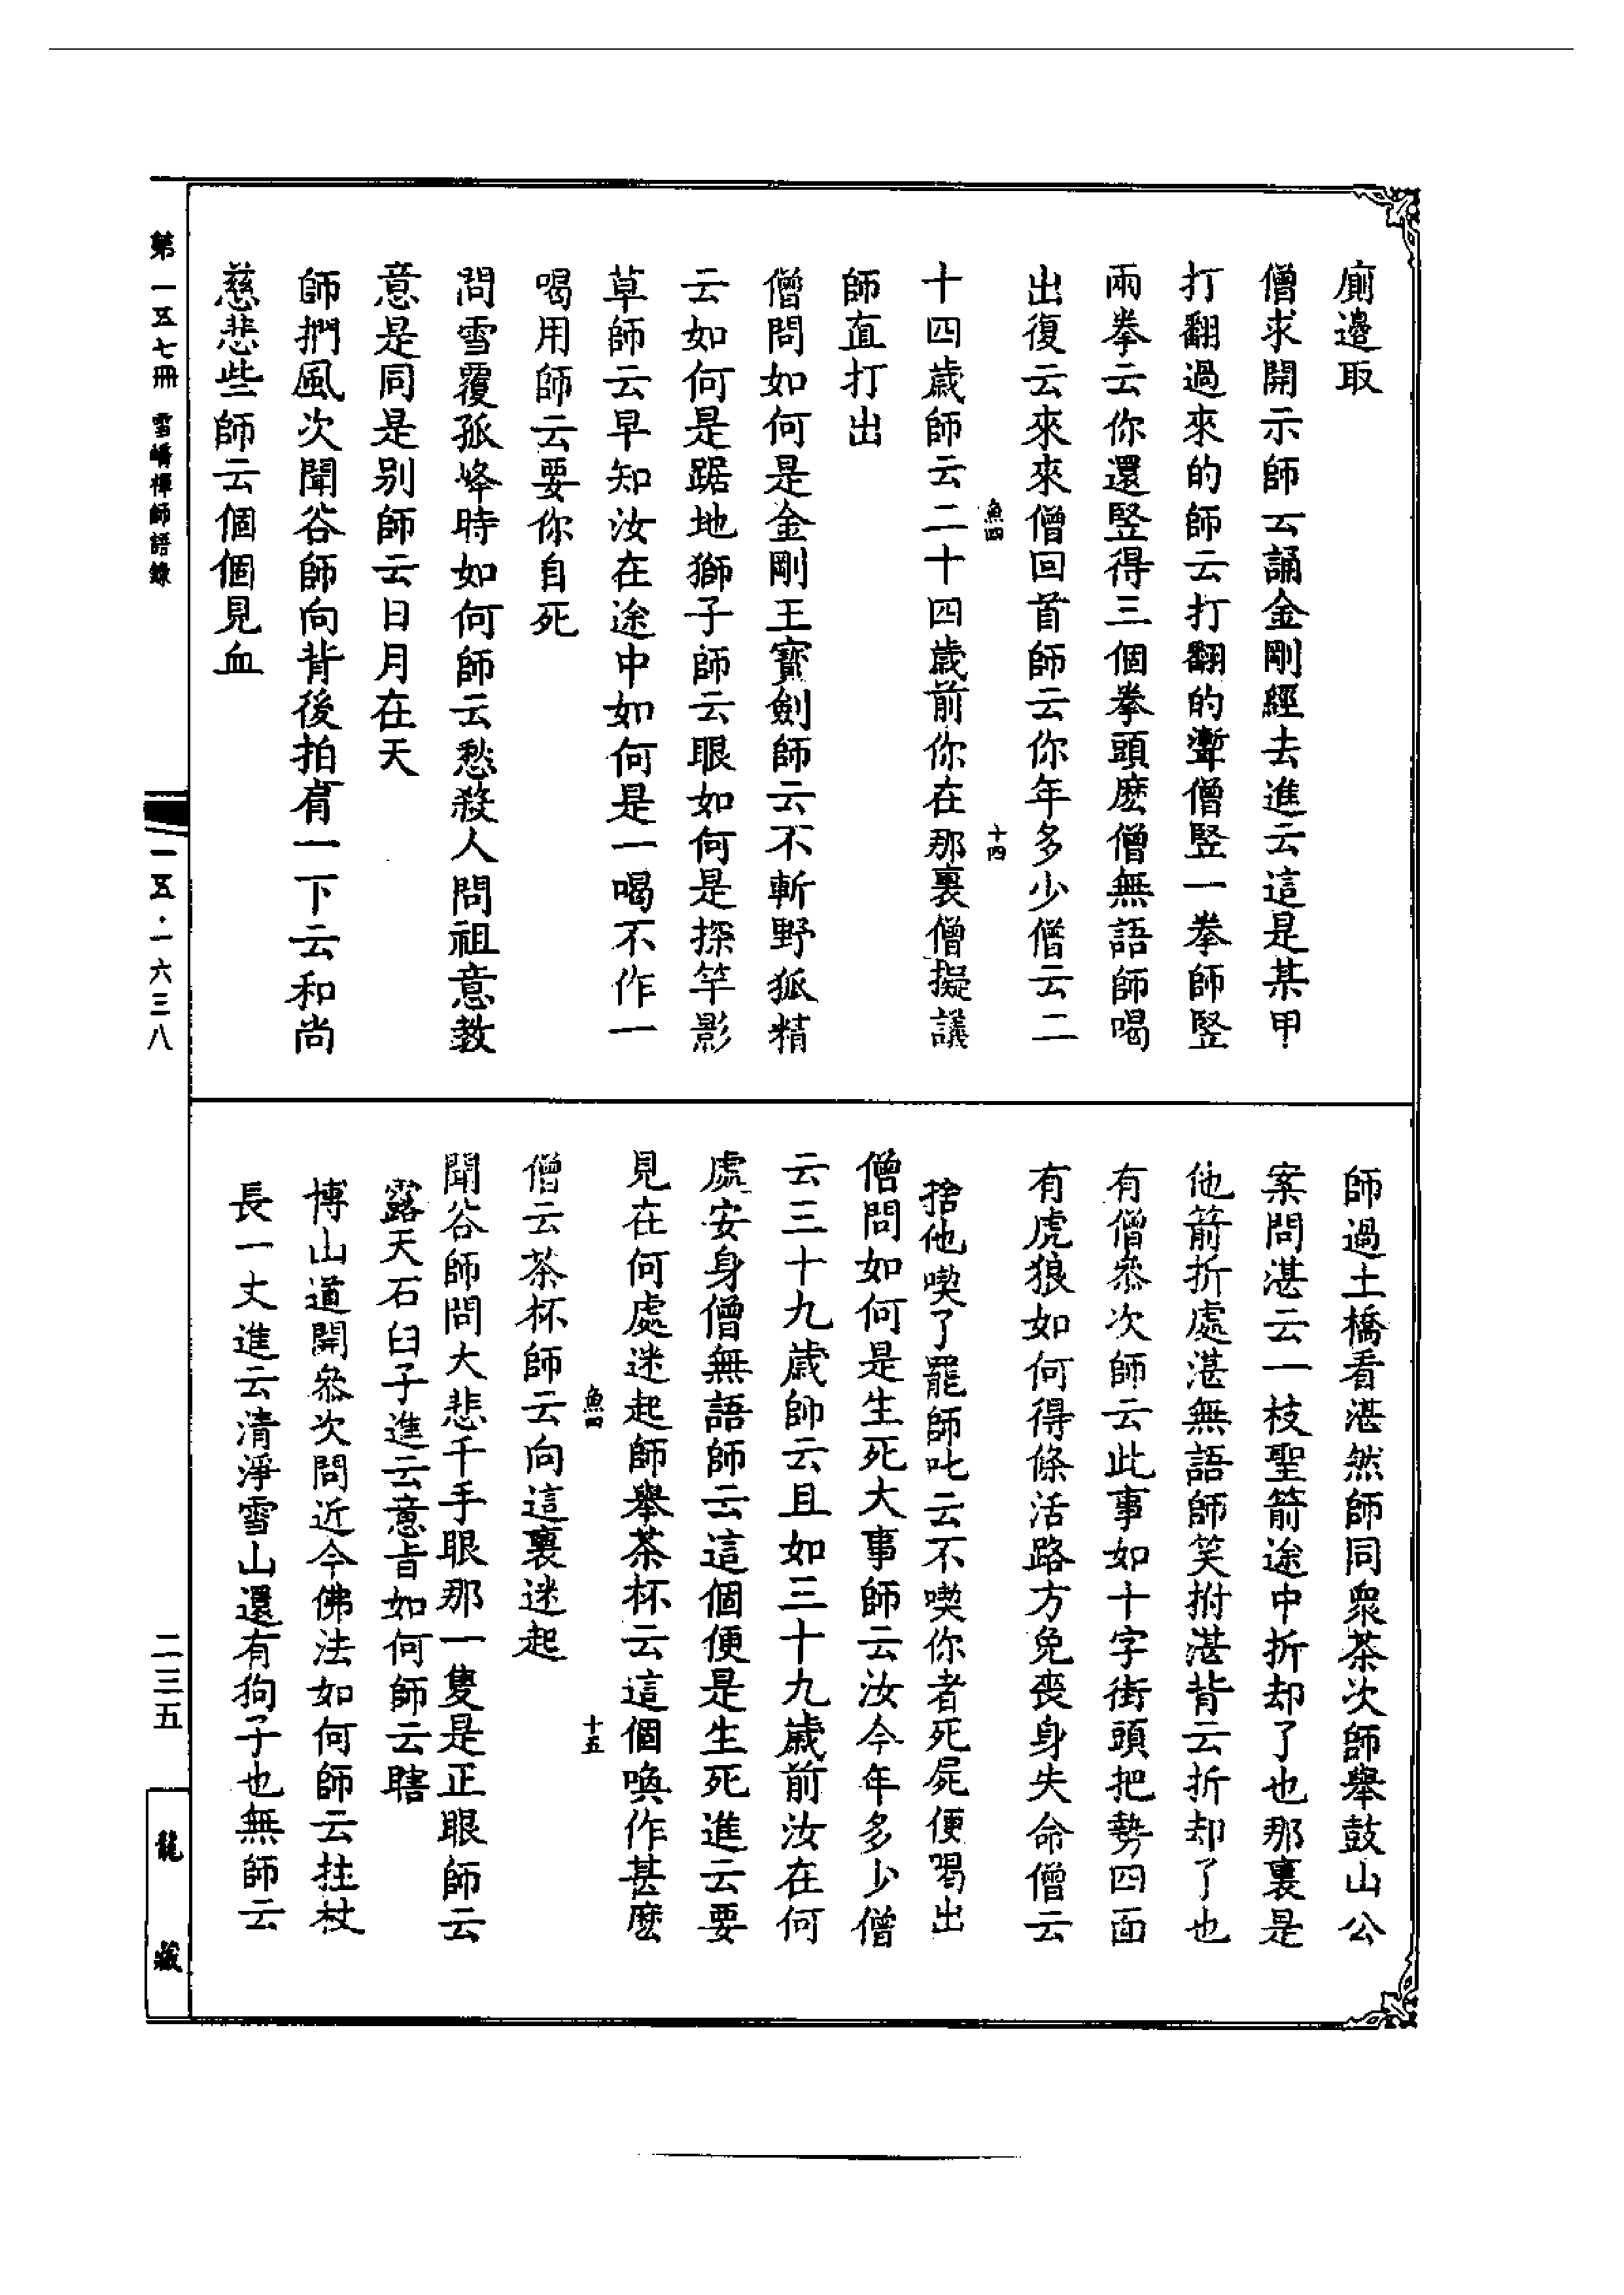 廁邊取
僧求開示師云誦金剛經去進云這是某甲
打翻過來的師云打翻的聻僧竪一拳師竪
兩拳云你還竪得三個拳頭麽僧無語師喝
出復云來來僧回首師云你年多少僧云二
魚四 十四
十四歲師云二十四歲前你在那裏僧擬議
師直打出
僧問如何是金剛王寶劍師云不斬野狐精
云如何是踞地獅子師云眼如何是探竿影
草師云早知汝在途中如何是一喝不作一
喝用師云要你自死
問雪覆孤峰時如何師云愁殺人問祖意教
意是同是别師云日月在天
師捫風次聞谷師向背後拍肩一下云和尚
慈悲些師云個個見血
師過土橋看湛然師同衆茶次師舉鼓山公
案問湛云一枝聖箭途中折却了也那裏是
他箭折處湛無語師笑拊湛背云折却了也
有僧叅次師云此事如十字街頭把勢四面
有虎狼如何得條活路方免喪身失命僧云
捨他喫了罷師叱云不喫你者死屍便喝出
僧問如何是生死大事師云汝今年多少僧
云三十九歲師云且如三十九歲前汝在何
處安身僧無語師云這個便是生死進云要
見在何處迷起師舉茶杯云這個喚作甚麽
魚四 十五
僧云茶杯師云向這裏迷起
聞谷師問大悲千手眼那一隻是正眼師云
露天石臼子進云意旨如何師云瞎
博山道開叅次問近今佛法如何師云拄杖
長一丈進云清淨雪山還有狗子也無師云
第一五七冊 雪嶠禪師語錄
一五·一六三八
二三五
龍藏